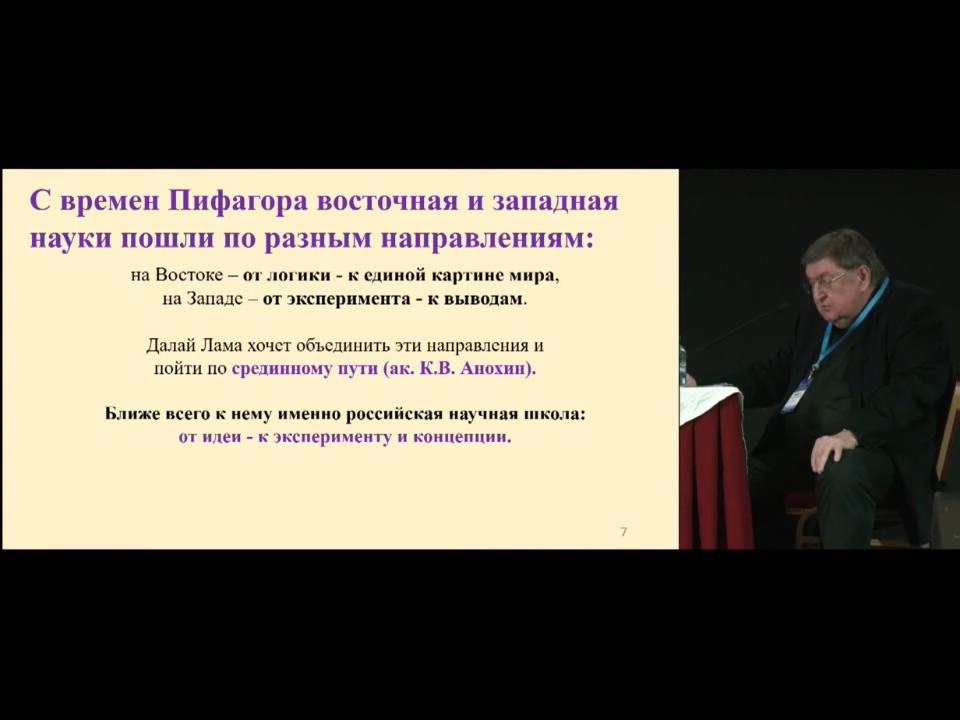 С времен Пифагора восточная и западная
науки пошли по разным направлениям:
на Востоке – от логики - к единой картине мира,
на Западе – от эксперимента - к выводам.
Далай Лама хочет объединить эти направления и
пойти по срединному пути (ак. К.В. Анохин).
Ближе всего к нему именно российская научная школа:
от идеи - к эксперименту и концепции.
7